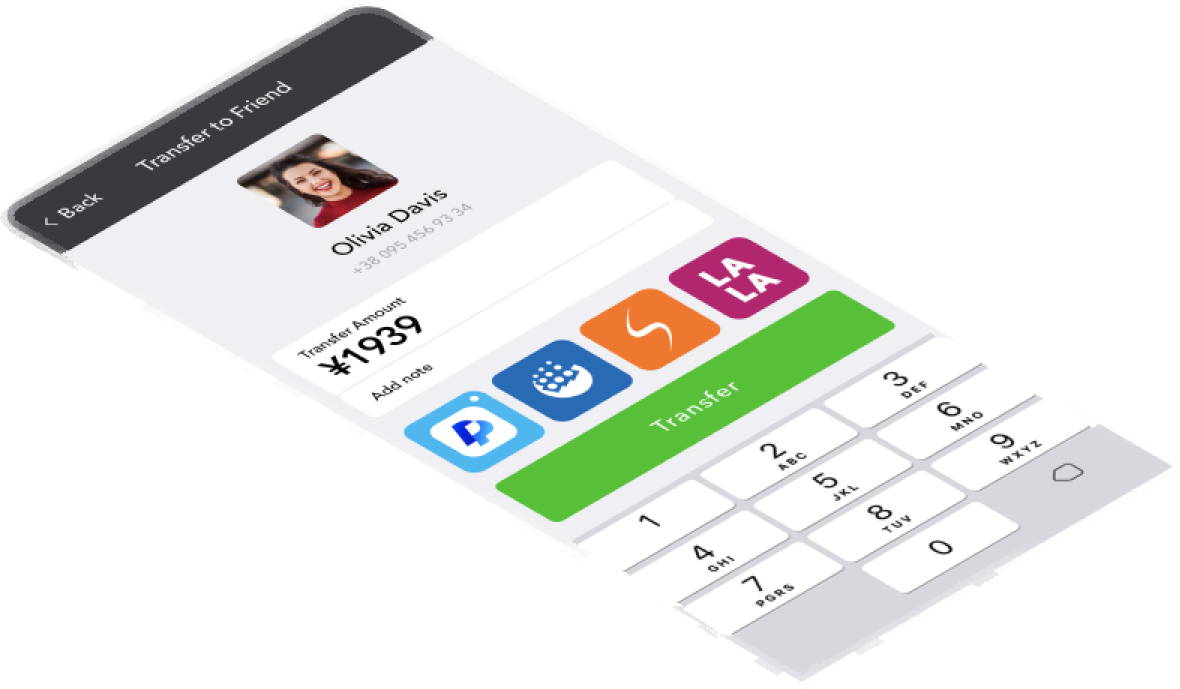 Back
Transfer to Friend
Olivia Davis
+38 095 456 93 34
Transfer Amount
¥1939
Add note
LA
LA
Transfer
1
2
ABC
3
DEF
4
GHI
5
JKL
6
MNO
7
PGRS
8
TUV
9
WXYZ
0